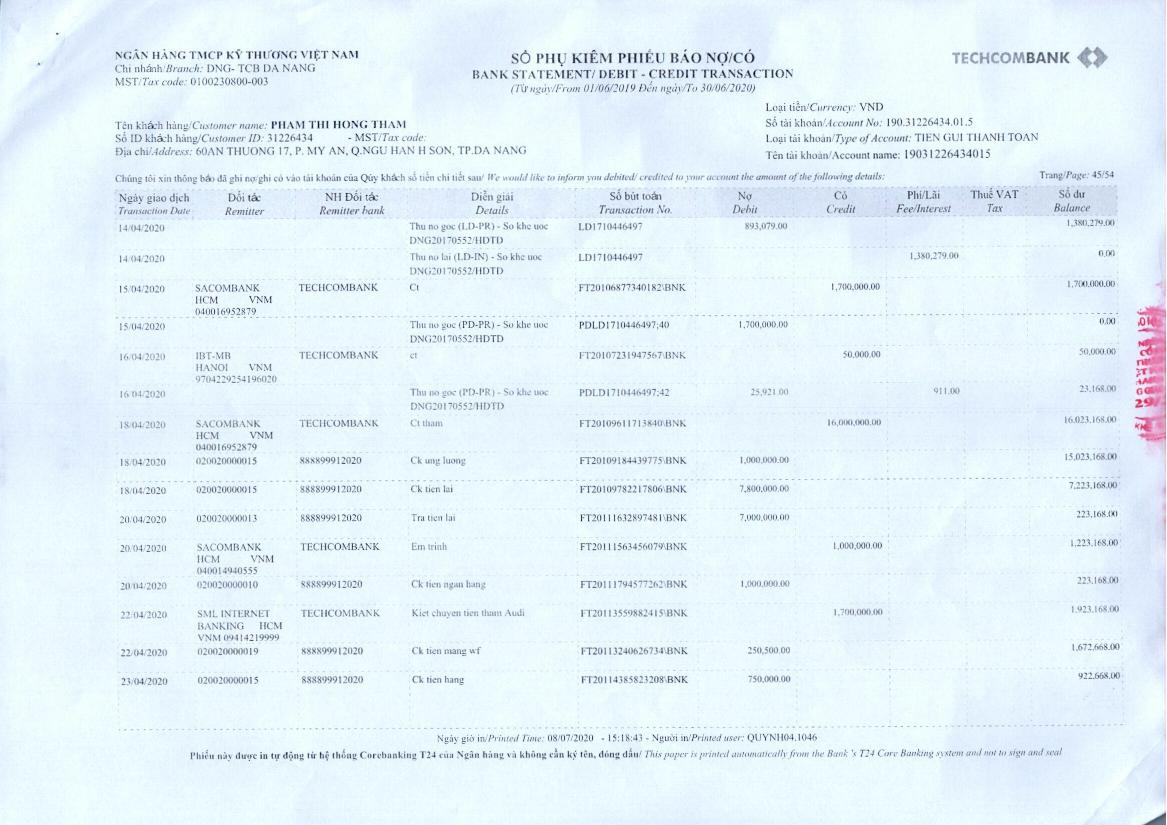 NGÂN HÀNG TMCP KỸ THƯƠNG VIỆT NAM
Chi nhánh/Branch: DNG- TCB DA NANG
MST/Tax code: 0100230800-003
SỔ PHỤ KIÊM PHIẾU BÁO NỢ/CÓ
BANK STATEMENT/ DEBIT - CREDIT TRANSACTION
(Từ ngày/From 01/06/2019 Đến ngày/To 30/06/2020)
TECHCOMBANK
Loại tiền/Currency: VND
Số tài khoản/Account No: 190.31226434.01.5
Loại tài khoản/Type of Account: TIEN GUI THANH TOAN
Tên tài khoản/Account name: 19031226434015
Tên khách hàng/Customer name: PHAM THI HONG THAM
Số ID khách hàng/Customer ID: 31226434 - MST/Tax code:
Địa chỉ/Address: 60AN THUONG 17, P. MY AN, Q.NGU HAN H SON, TP.DA NANG
Chúng tôi xin thông báo đã ghi nợ/ghi có vào tài khoản của Qúy khách số tiền chi tiết sau/ We would like to inform you debited/ credited to your account the amount of the following details:
Trang/Page: 45/54
Ngày giao dịch Đối tác NH Đối tác Diễn giải Số bút toán Nợ Có Phí/Lãi Thuế VAT Số dư
Transaction Date Remitter Remitter bank Details Transaction No. Debit Credit Fee/Interest Tax Balance
14/04/2020 Thu no goc (LD-PR) - So khe uoc LD1710446497 893,079.00 1,380,279.00
DNG20170552/HDTD
14/04/2020 Thu no lai (LD-IN) - So khe uoc LD1710446497 1,380,279.00 0.00
DNG20170552/HDTD
15/04/2020 SACOMBANK TECHCOMBANK Ct FT20106877340182\BNK 1,700,000.00 1,700,000.00
HCM VNM
040016952879
15/04/2020 Thu no goc (PD-PR) - So khe uoc PDLD1710446497;40 1,700,000.00 0.00
DNG20170552/HDTD
16/04/2020 IBT-MB TECHCOMBANK ct FT20107231947567\BNK 50,000.00 50,000.00
HANOI VNM
9704229254196020
16/04/2020 Thu no goc (PD-PR) - So khe uoc PDLD1710446497;42 25,921.00 911.00 23,168.00
DNG20170552/HDTD
18/04/2020 SACOMBANK TECHCOMBANK Ct tham FT20109611713840\BNK 16,000,000.00 16,023,168.00
HCM VNM
040016952879
18/04/2020 020020000015 888899912020 Ck ung luong FT20109184439775\BNK 1,000,000.00 15,023,168.00
18/04/2020 020020000015 888899912020 Ck tien lai FT20109782217806\BNK 7,800,000.00 7,223,168.00
20/04/2020 020020000013 888899912020 Tra tien lai FT20111632897481\BNK 7,000,000.00 223,168.00
20/04/2020 SACOMBANK TECHCOMBANK Em trinh FT20111563456079\BNK 1,000,000.00 1,223,168.00
HCM VNM
040014940555
20/04/2020 020020000010 888899912020 Ck tien ngan hang FT20111794577262\BNK 1,000,000.00 223,168.00
22/04/2020 SML INTERNET TECHCOMBANK Kiet chuyen tien tham Audi FT20113559882415\BNK 1,700,000.00 1,923,168.00
BANKING HCM
VNM 09414219999
22/04/2020 020020000019 888899912020 Ck tien mang wf FT20113240626734\BNK 250,500.00 1,672,668.00
23/04/2020 020020000015 888899912020 Ck tien hang FT20114385823208\BNK 750,000.00 922,668.00
Ngày giờ in/Printed Time: 08/07/2020 - 15:18:43 - Người in/Printed user: QUYNH04.1046
Phiếu này được in tự động từ hệ thống Corebanking T24 của Ngân hàng và không cần ký tên, đóng dấu/ This paper is printed automatically from the Bank 's T24 Core Banking system and not to sign and seal